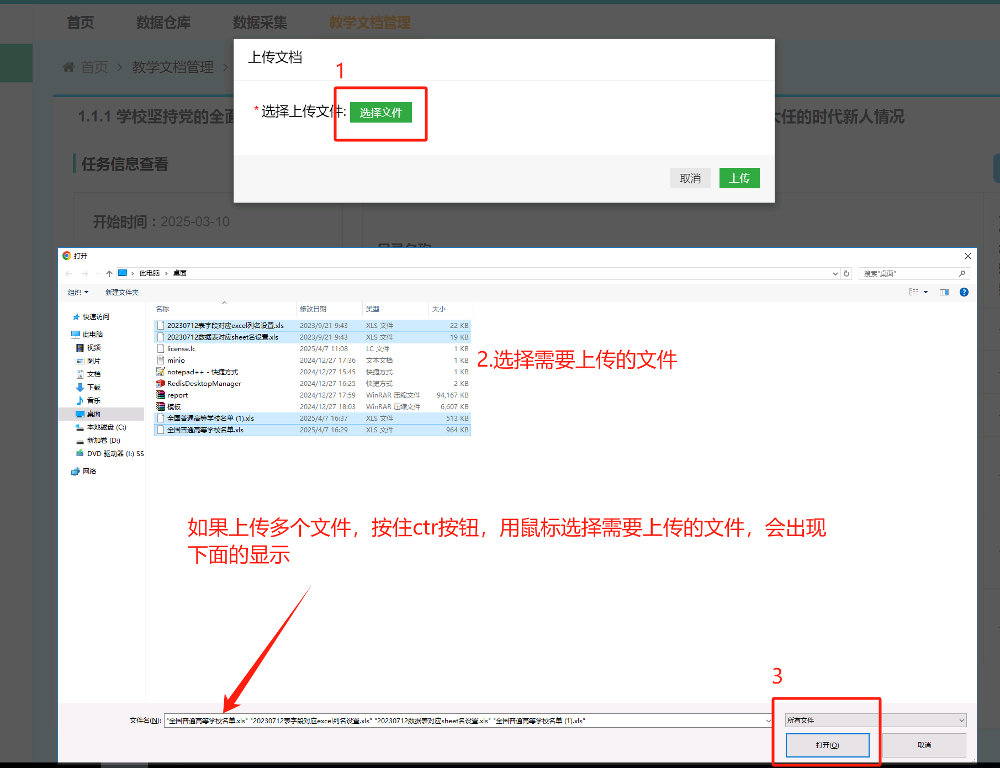 首页 数据仓库 数据采集 教学文档管理
首页 > 教学文档管理 >
上传文档
1
*选择上传文件: 选择文件
取消 上传
1.1.1 学校坚持党的全面
大任的时代新人情况
任务信息查看
开始时间：2025-03-10
目录名称
打开
此电脑 > 桌面
搜索"桌面"
组织 新建文件夹
名称 修改日期 类型 大小
20230712表字段对应excel列名设置.xls 2023/9/21 9:43 XLS 文件 22 KB
20230712数据表对应sheet名设置.xls 2023/9/21 9:43 XLS 文件 19 KB
license.lc 2025/4/7 11:08 LC 文件 1 KB
minio 2024/12/27 17:36 文本文档 1 KB
notepad++ - 快捷方式 2024/12/27 15:45 快捷方式 1 KB
RedisDesktopManager 2024/12/27 16:25 快捷方式 2 KB
report 2024/12/27 17:59 WinRAR 压缩文件 94,167 KB
模板 2024/12/27 18:03 WinRAR 压缩文件 6,607 KB
全国普通高等学校名单 (1).xls 2025/4/7 16:37 XLS 文件 513 KB
全国普通高等学校名单.xls 2025/4/7 16:29 XLS 文件 964 KB
快速访问
此电脑
视频
图片
文档
下载
音乐
桌面
本地磁盘 (C:)
新加卷 (D:)
DVD 驱动器 (I:) SS
网络
2.选择需要上传的文件
如果上传多个文件，按住ctr按钮，用鼠标选择需要上传的文件，会出现
下面的显示
3
文件名(N): "全国普通高等学校名单.xls" "20230712表字段对应excel列名设置.xls" "20230712数据表对应sheet名设置.xls" "全国普通高等学校名单 (1).xls"
所有文件
打开(O) 取消